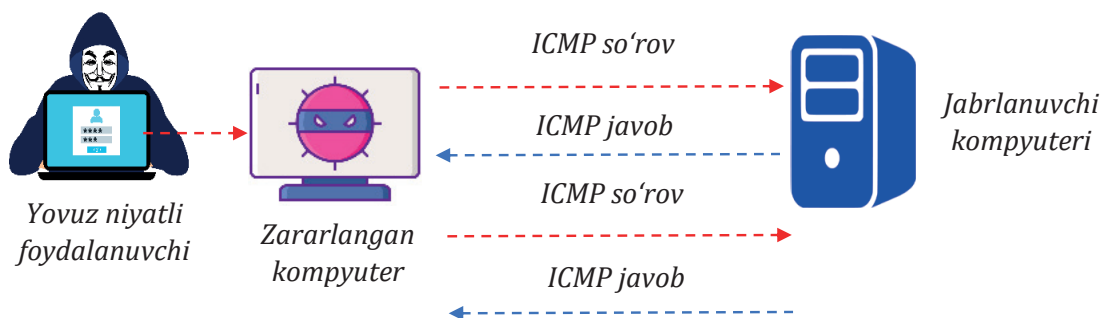 Yovuz niyatli
foydalanuvchi
Zararlangan
kompyuter
ICMP so‘rov
ICMP javob
ICMP so‘rov
ICMP javob
Jabrlanuvchi
kompyuteri